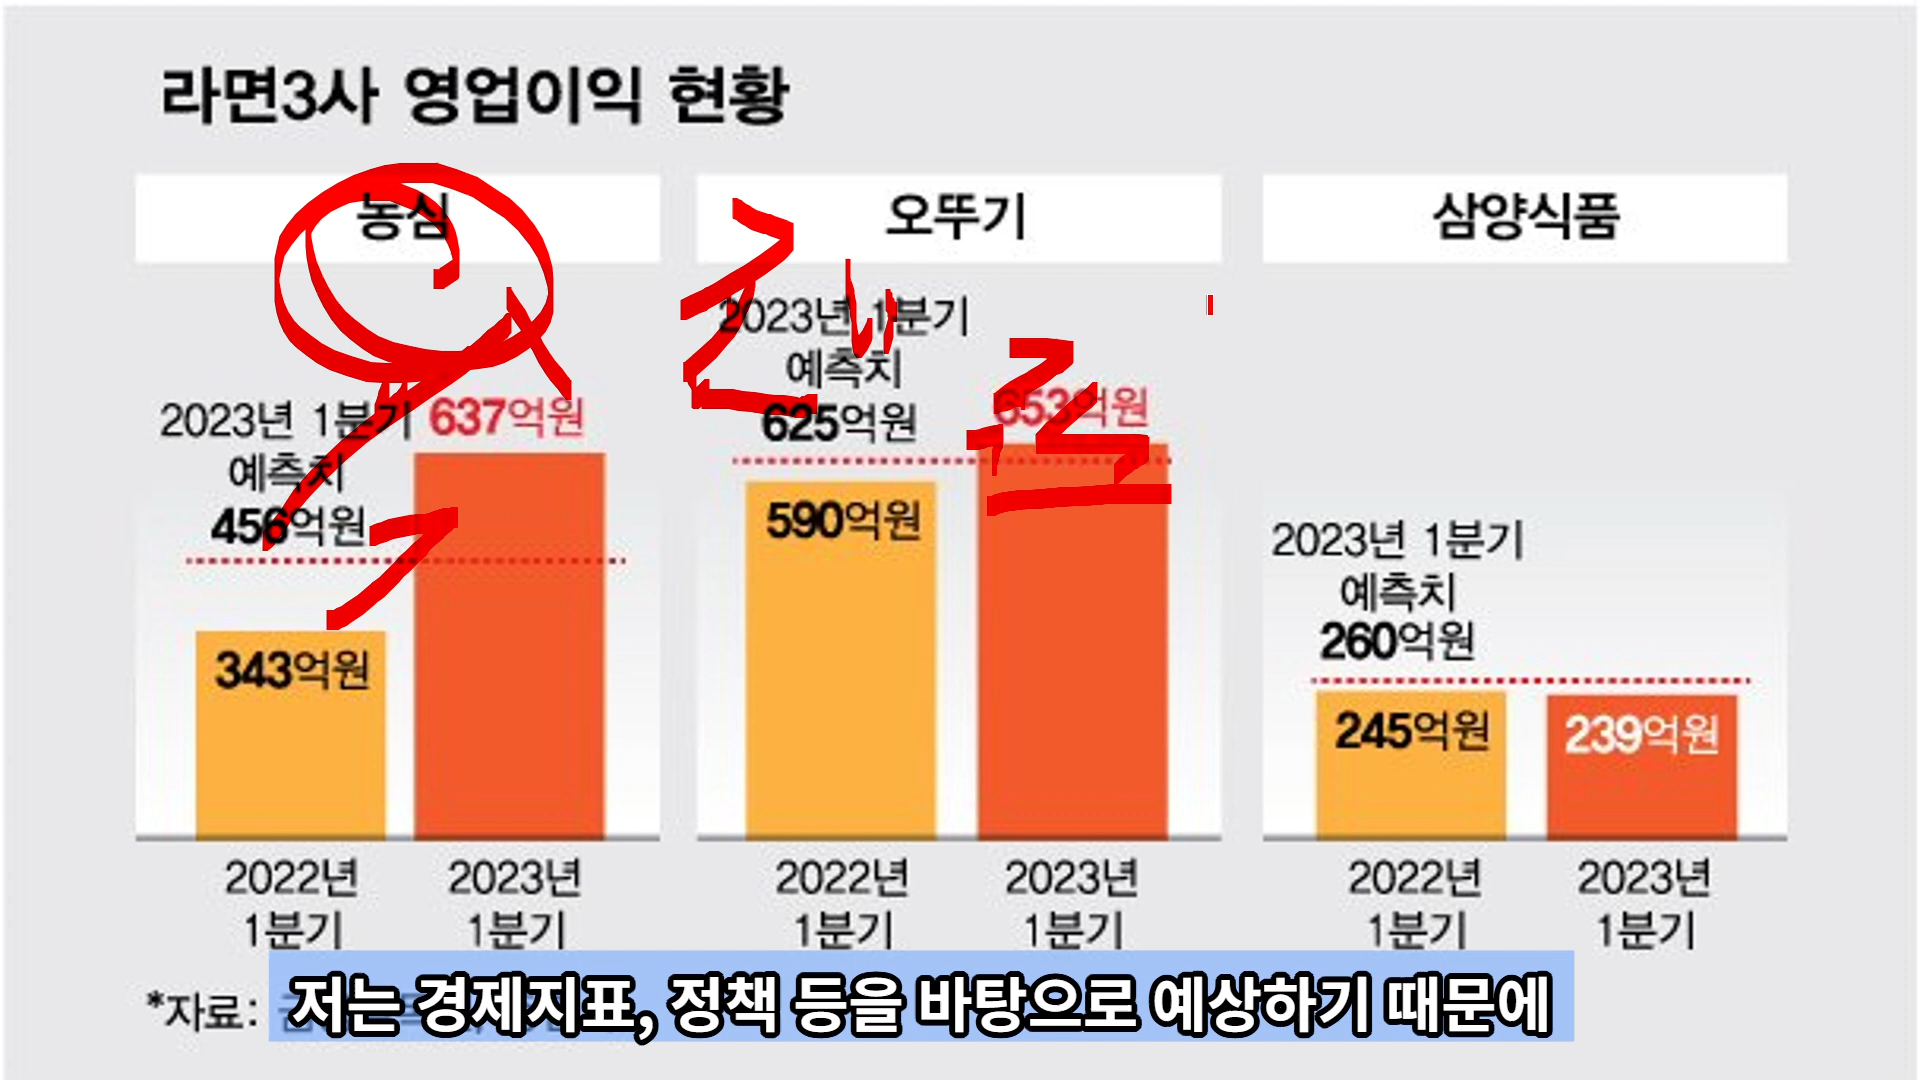 라면3사 영업이익 현황
농심
2023년 1분기
예측치
456억원
637억원
343억원
2022년
1분기
2023년
1분기
오뚜기
2023년 1분기
예측치
625억원
653억원
590억원
2022년
1분기
2023년
1분기
삼양식품
2023년 1분기
예측치
260억원
245억원
239억원
2022년
1분기
2023년
1분기
*자료:
저는 경제지표, 정책 등을 바탕으로 예상하기 때문에